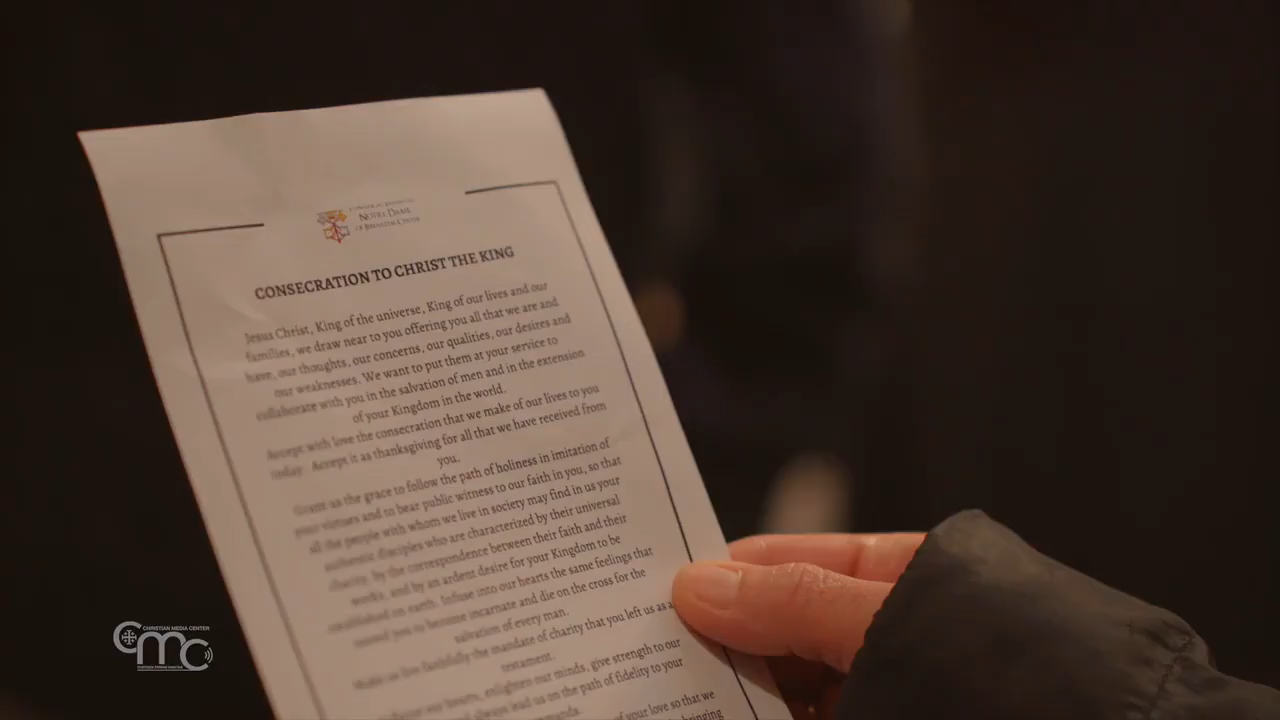 NOTRE DAME
OF JERUSALEM CENTER
CONSECRATION TO CHRIST THE KING
Jesus Christ, King of the universe, King of our lives and our
families, we draw near to you offering you all that we are and
have, our thoughts, our concerns, our qualities, our desires and
our weaknesses. We want to put them at your service to
collaborate with you in the salvation of men and in the extension
of your Kingdom in the world.
Accept with love the consecration that we make of our lives to you
today. Accept it as thanksgiving for all that we have received from
you.
Grant us the grace to follow the path of holiness in imitation of
your virtues and to bear public witness to our faith in you, so that
all the people with whom we live in society may find in us your
authentic disciples who are characterized by their universal
charity, by the correspondence between their faith and their
works, and by an ardent desire for your Kingdom to be
established on earth. Infuse into our hearts the same feelings that
moved you to become incarnate and die on the cross for the
salvation of every man.
Make us live faithfully the mandate of charity that you left us as a
testament.
our hearts, enlighten our minds, give strength to our
and always lead us on the path of fidelity to your
commands.
of your love so that we
bringing
CHRISTIAN MEDIA CENTER
CMC